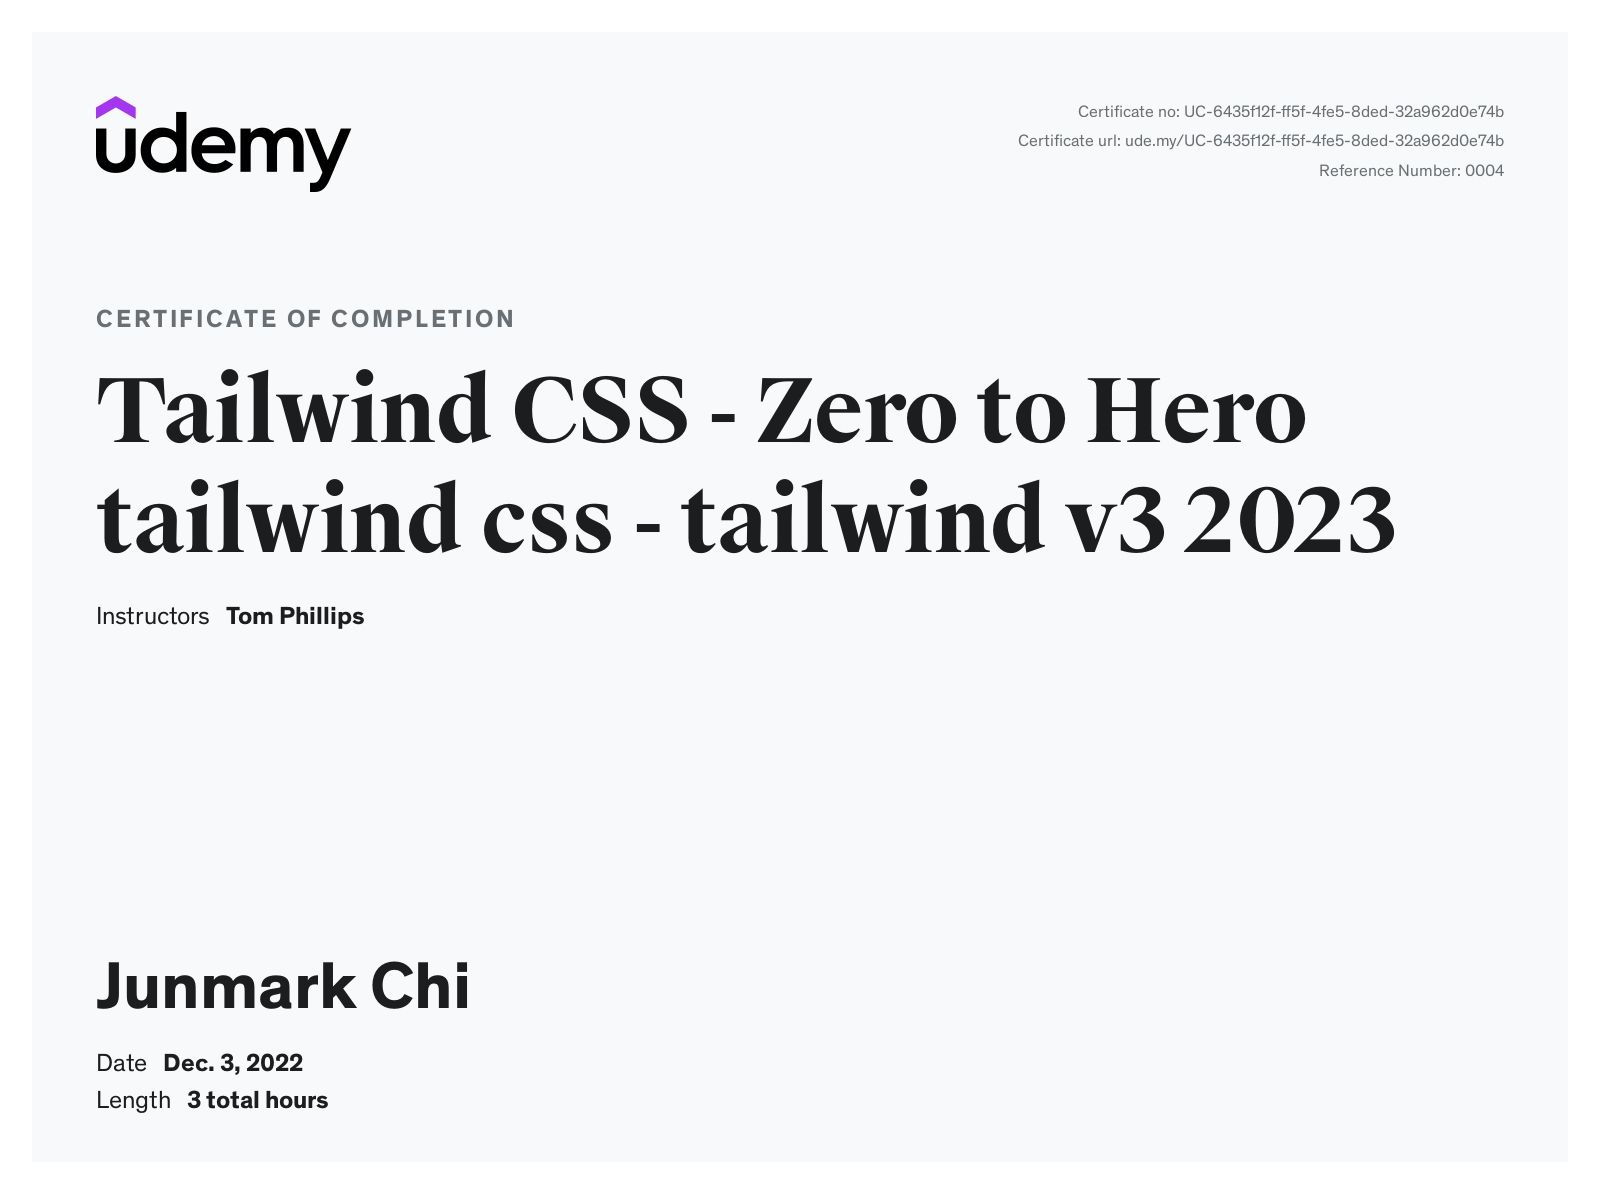 udemy
Certificate no: UC-6435f12f-ff5f-4fe5-8ded-32a962d0e74b
Certificate url: ude.my/UC-6435f12f-ff5f-4fe5-8ded-32a962d0e74b
Reference Number: 0004
CERTIFICATE OF COMPLETION
Tailwind CSS - Zero to Hero
tailwind css - tailwind v3 2023
Instructors Tom Phillips
Junmark Chi
Date Dec. 3, 2022
Length 3 total hours